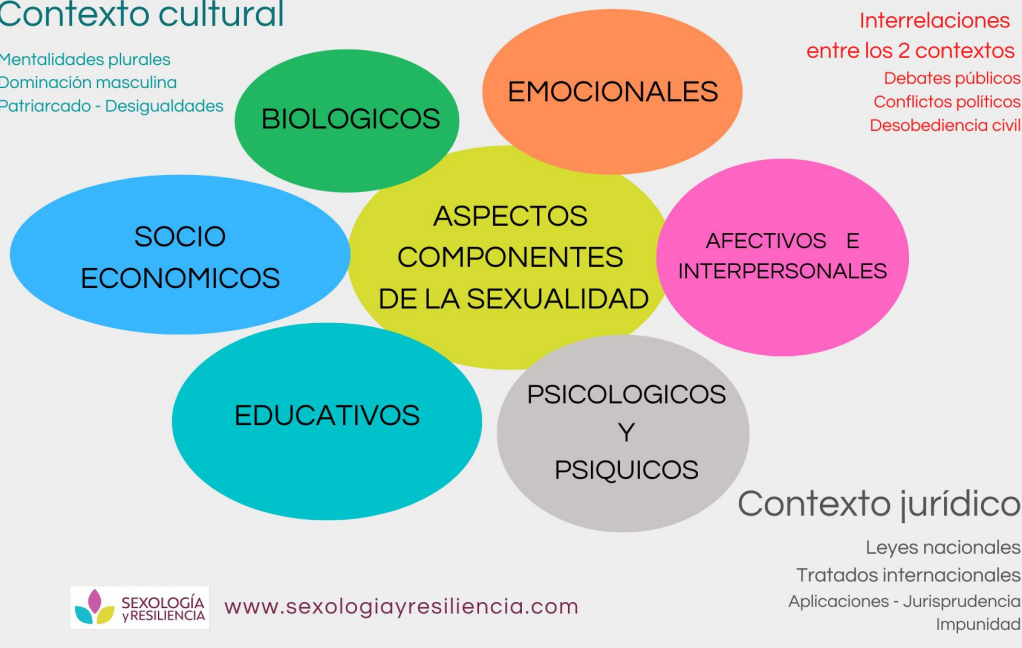 Contexto cultural
Mentalidades plurales
Dominación masculina
Patriarcado - Desigualdades
Interrelaciones
entre los 2 contextos
Debates públicos
Conflictos políticos
Desobediencia civil
BIOLOGICOS
EMOCIONALES
SOCIO
ECONOMICOS
ASPECTOS
COMPONENTES
DE LA SEXUALIDAD
AFECTIVOS E
INTERPERSONALES
EDUCATIVOS
PSICOLOGICOS
Y
PSIQUICOS
Contexto jurídico
Leyes nacionales
Tratados internacionales
Aplicaciones - Jurisprudencia
Impunidad
SEXOLOGÍA
yRESILIENCIA
www.sexologiayresiliencia.com